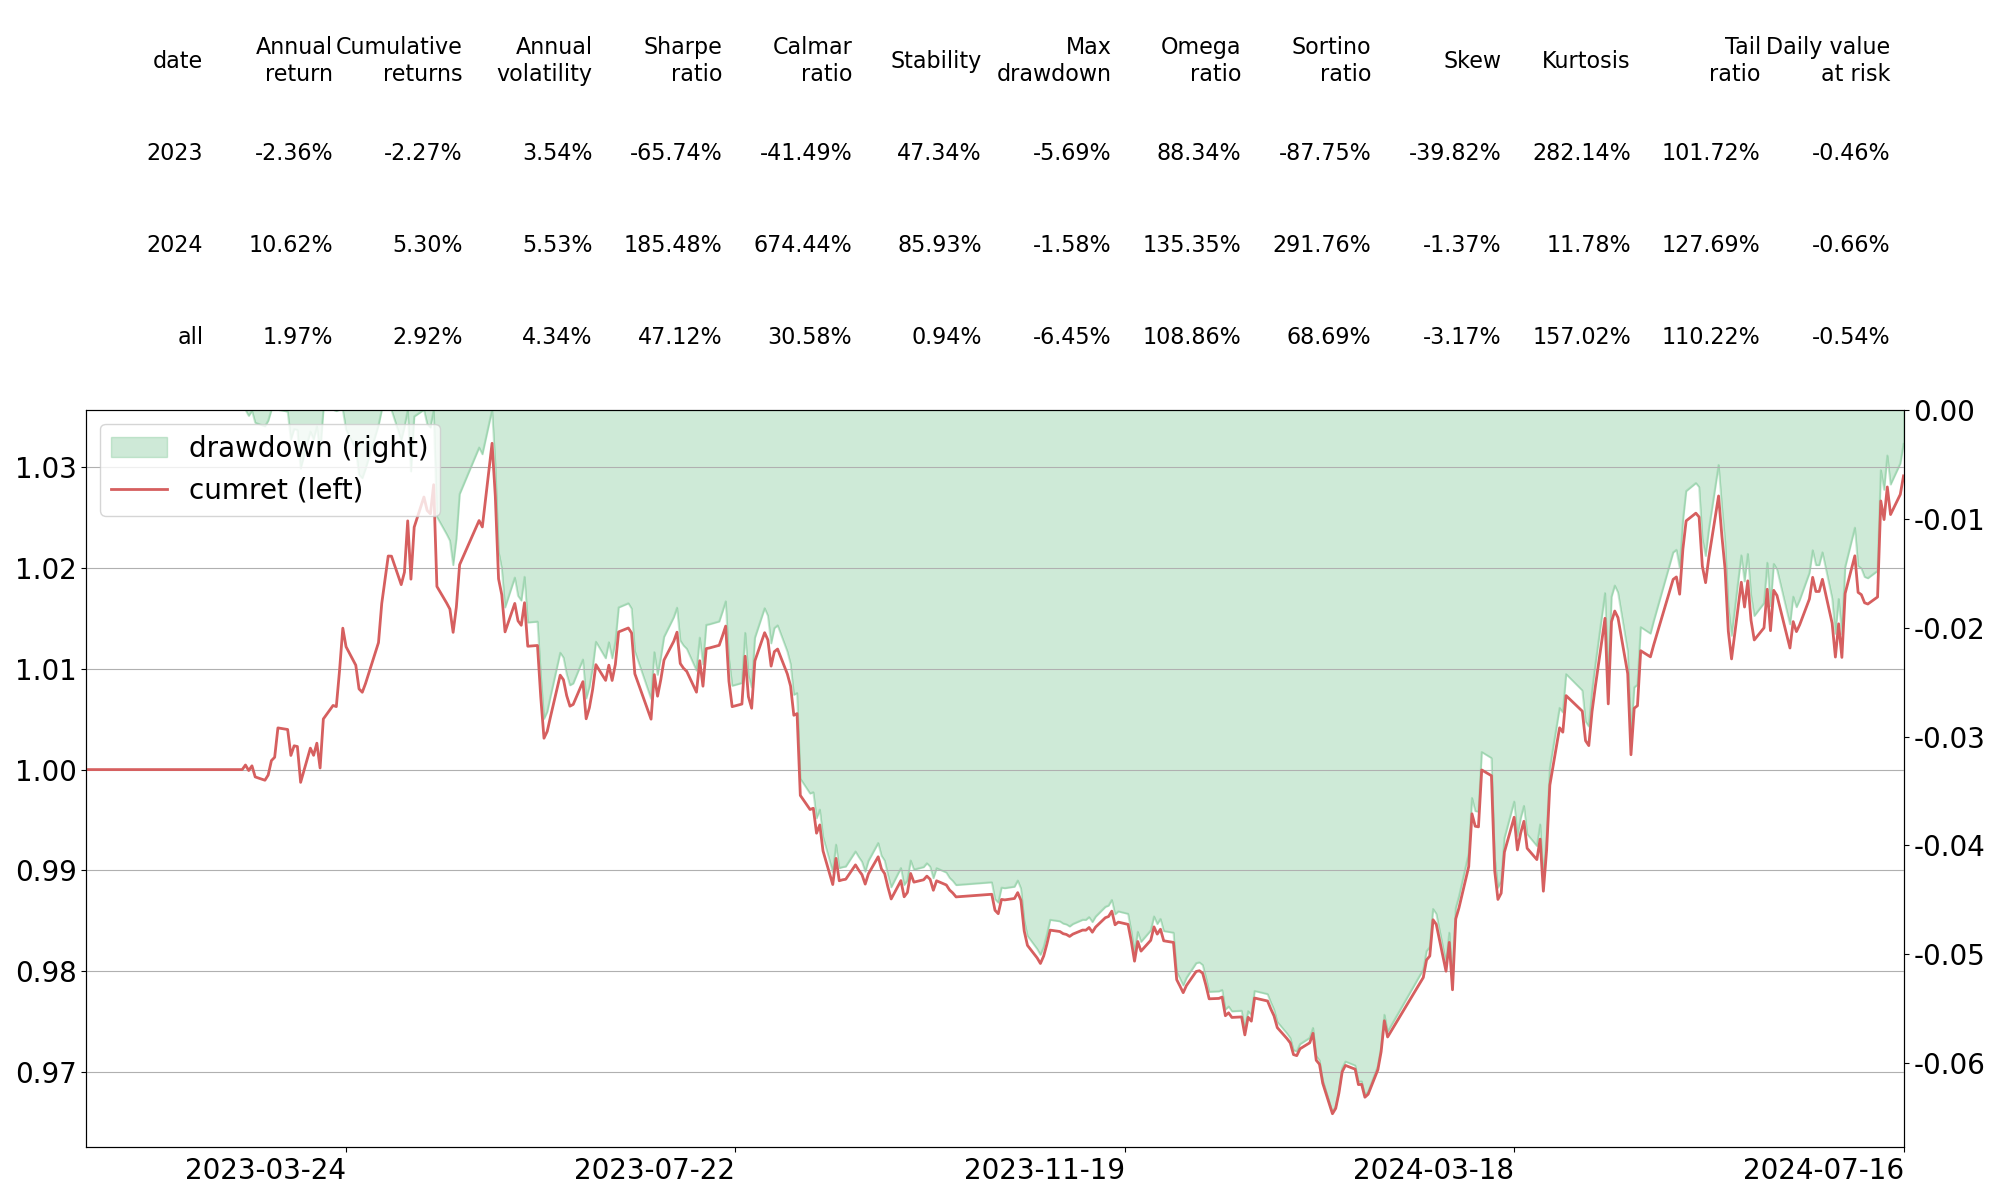 date Annual return Cumulative returns Annual volatility Sharpe ratio Calmar ratio Stability Max drawdown Omega ratio Sortino ratio Skew Kurtosis Tail ratio Daily value at risk
2023 -2.36% -2.27% 3.54% -65.74% -41.49% 47.34% -5.69% 88.34% -87.75% -39.82% 282.14% 101.72% -0.46%
2024 10.62% 5.30% 5.53% 185.48% 674.44% 85.93% -1.58% 135.35% 291.76% -1.37% 11.78% 127.69% -0.66%
all 1.97% 2.92% 4.34% 47.12% 30.58% 0.94% -6.45% 108.86% 68.69% -3.17% 157.02% 110.22% -0.54%
drawdown (right)
cumret (left)
1.03
1.02
1.01
1.00
0.99
0.98
0.97
0.00
-0.01
-0.02
-0.03
-0.04
-0.05
-0.06
2023-03-24 2023-07-22 2023-11-19 2024-03-18 2024-07-16